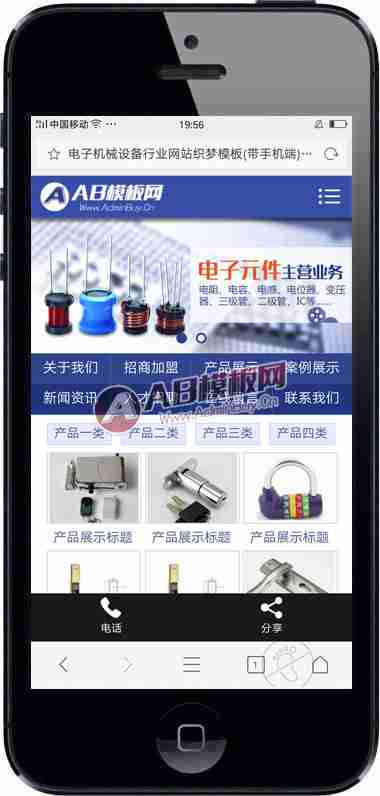 中国移动 19:56
电子机械设备行业网站织梦模板(带手机端)···
AB模板网
Www.AdminBuy.Cn
电子元件 主营业务
电阻、电容、电感、电位器、变压
器、三极管、二极管、IC等......
关于我们 招商加盟 产品展示 案例展示
AB模板网
Www.AdminBuy.Cn
新闻资讯 联系我们
产品一类 产品二类 产品三类 产品四类
产品展示标题 产品展示标题 产品展示标题
电话 分享
1